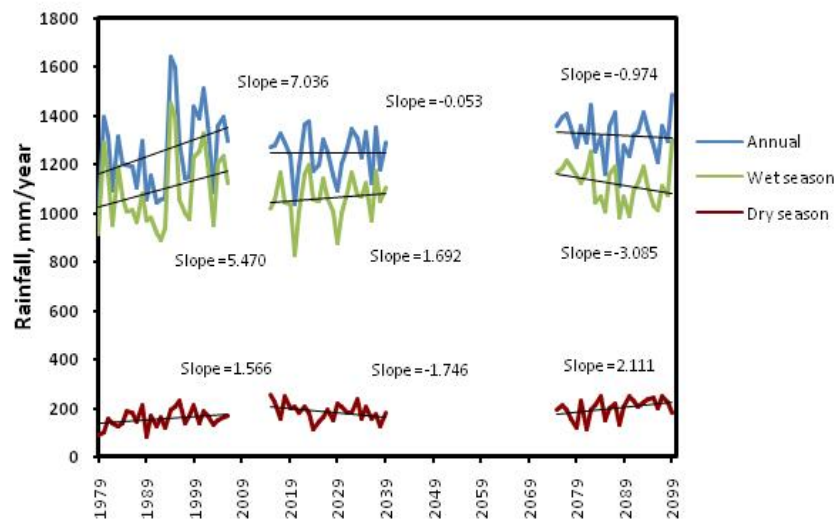 1800
1600
1400
1200
1000
800
600
400
200
0
Rainfall, mm/year
Slope =7.036
Slope =-0.053
Slope =-0.974
Slope =5.470
Slope =1.692
Slope =-3.085
Slope =1.566
Slope =-1.746
Slope =2.111
Annual
Wet season
Dry season
1979
1989
1999
2009
2019
2029
2039
2049
2059
2069
2079
2089
2099